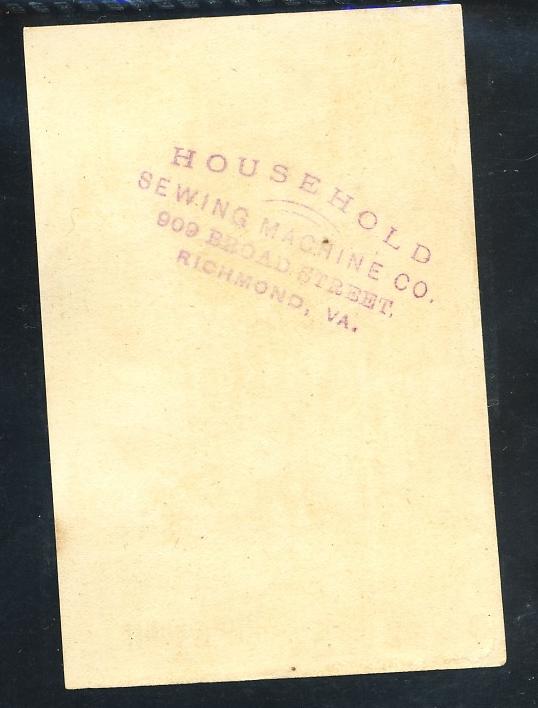 HOUSEHOLD
SEWING MACHINE CO.
909 BROAD STREET,
RICHMOND, VA.